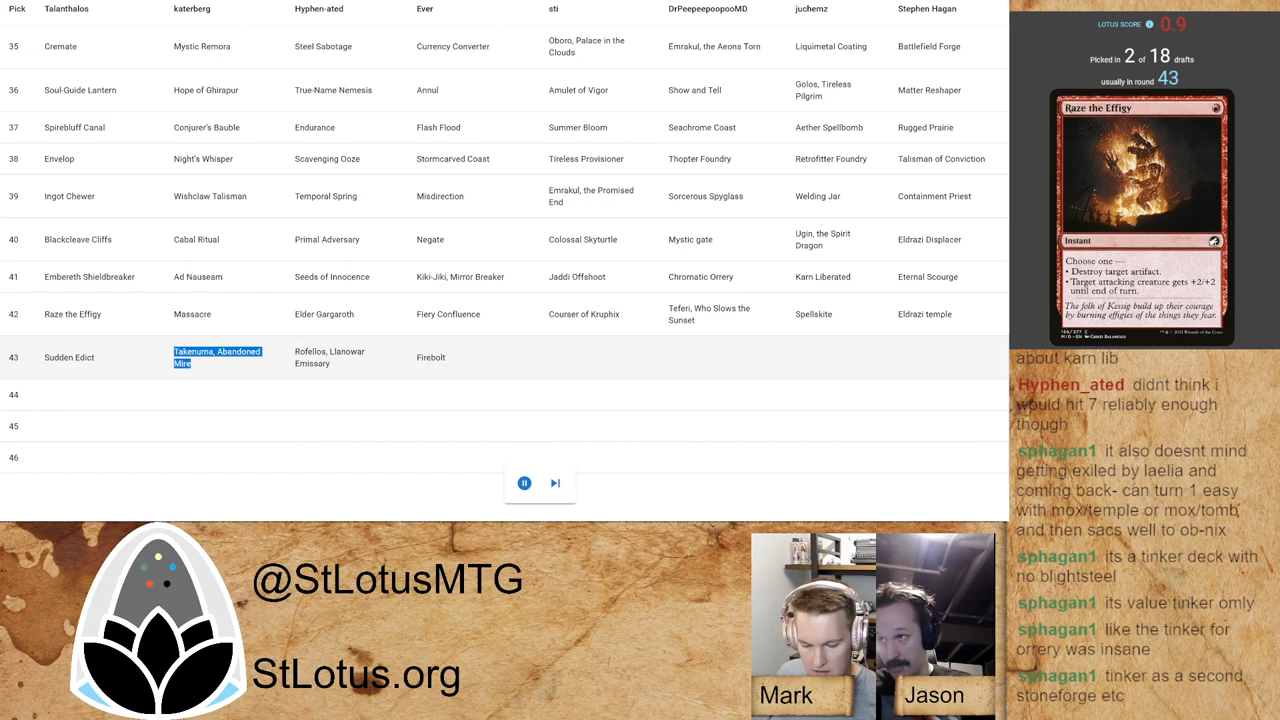 Pick Talanthalos katerberg Hyphen-ated Ever sti DrPeepeepoopooMD juchemz Stephen Hagan
35 Cremate Mystic Remora Steel Sabotage Currency Converter Oboro, Palace in the Clouds Emrakul, the Aeons Torn Liquimetal Coating Battlefield Forge
36 Soul-Guide Lantern Hope of Ghirapur True-Name Nemesis Annul Amulet of Vigor Show and Tell Golos, Tireless Pilgrim Matter Reshaper
37 Spirebluff Canal Conjurer's Bauble Endurance Flash Flood Summer Bloom Seachrome Coast Aether Spellbomb Rugged Prairie
38 Envelop Night's Whisper Scavenging Ooze Stormcarved Coast Tireless Provisioner Thopter Foundry Retrofitter Foundry Talisman of Conviction
39 Ingot Chewer Wishclaw Talisman Temporal Spring Misdirection Emrakul, the Promised End Sorcerous Spyglass Welding Jar Containment Priest
40 Blackcleave Cliffs Cabal Ritual Primal Adversary Negate Colossal Skyturtle Mystic gate Ugin, the Spirit Dragon Eldrazi Displacer
41 Embereth Shieldbreaker Ad Nauseam Seeds of Innocence Kiki-Jiki, Mirror Breaker Jaddi Offshoot Chromatic Orrery Karn Liberated Eternal Scourge
42 Raze the Effigy Massacre Elder Gargaroth Fiery Confluence Courser of Kruphix Teferi, Who Slows the Sunset Spellskite Eldrazi temple
43 Sudden Edict Takenuma, Abandoned Mire Rofellos, Llanowar Emissary Firebolt
44
45
46
LOTUS SCORE 0.9
Picked in 2 of 18 drafts
usually in round 43
Raze the Effigy
Instant
Choose one —
• Destroy target artifact.
• Target attacking creature gets +2/+2
until end of turn.
The folk of Kessig build up their courage
by burning effigies of the things they fear.
about karn lib
Hyphen_ated didnt think i
would hit 7 reliably enough
though
sphagan1 it also doesnt mind
getting exiled by laelia and
coming back- can turn 1 easy
with mox/temple or mox/tomb,
and then sacs well to ob-nix
sphagan1 its a tinker deck with
no blightsteel
sphagan1 its value tinker omly
sphagan1 like the tinker for
orrery was insane
sphagan1 tinker as a second
stoneforge etc
@StLotusMTG
StLotus.org
Mark
Jason